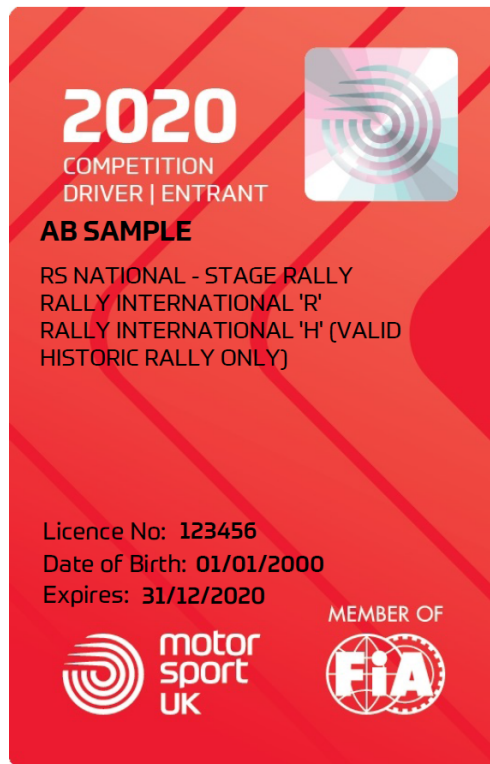 2020
COMPETITION
DRIVER | ENTRANT
AB SAMPLE
RS NATIONAL - STAGE RALLY
RALLY INTERNATIONAL 'R'
RALLY INTERNATIONAL 'H' (VALID
HISTORIC RALLY ONLY)
Licence No: 123456
Date of Birth: 01/01/2000
Expires: 31/12/2020
MEMBER OF
motor
sport
UK
FiA